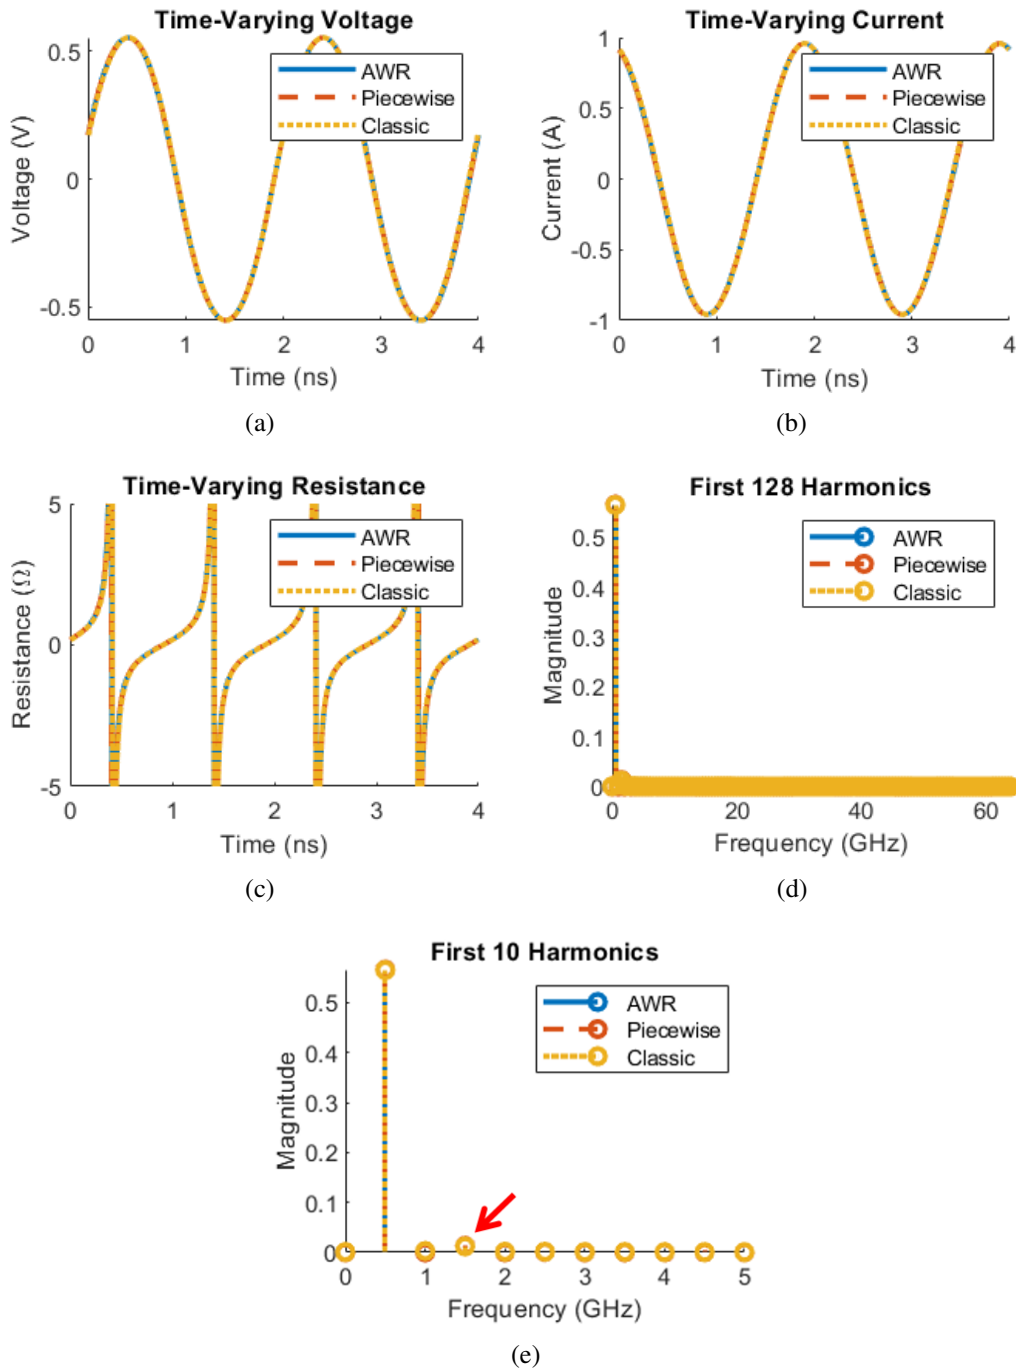 Time-Varying Voltage
0.5
0
-0.5
Voltage (V)
AWR
Piecewise
Classic
0 1 2 3 4
Time (ns)
(a)
Time-Varying Current
1
0.5
0
-0.5
-1
Current (A)
AWR
Piecewise
Classic
0 1 2 3 4
Time (ns)
(b)
Time-Varying Resistance
5
0
-5
Resistance (Ω)
AWR
Piecewise
Classic
0 1 2 3 4
Time (ns)
(c)
First 128 Harmonics
0.5
0.4
0.3
0.2
0.1
0
Magnitude
AWR
Piecewise
Classic
0 20 40 60
Frequency (GHz)
(d)
First 10 Harmonics
0.5
0.4
0.3
0.2
0.1
0
Magnitude
AWR
Piecewise
Classic
0 1 2 3 4 5
Frequency (GHz)
(e)